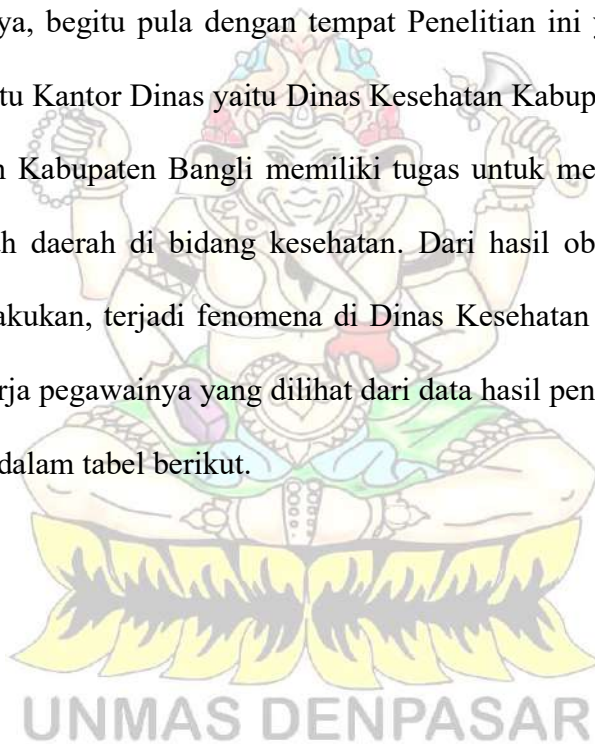 ya, begitu pula dengan tempat Penelitian ini
tu Kantor Dinas yaitu Dinas Kesehatan Kabup
Kabupaten Bangli memiliki tugas untuk me
ah daerah di bidang kesehatan. Dari hasil ob
akukan, terjadi fenomena di Dinas Kesehatan
rja pegawainya yang dilihat dari data hasil pen
dalam tabel berikut.
UNMAS DENPASAR